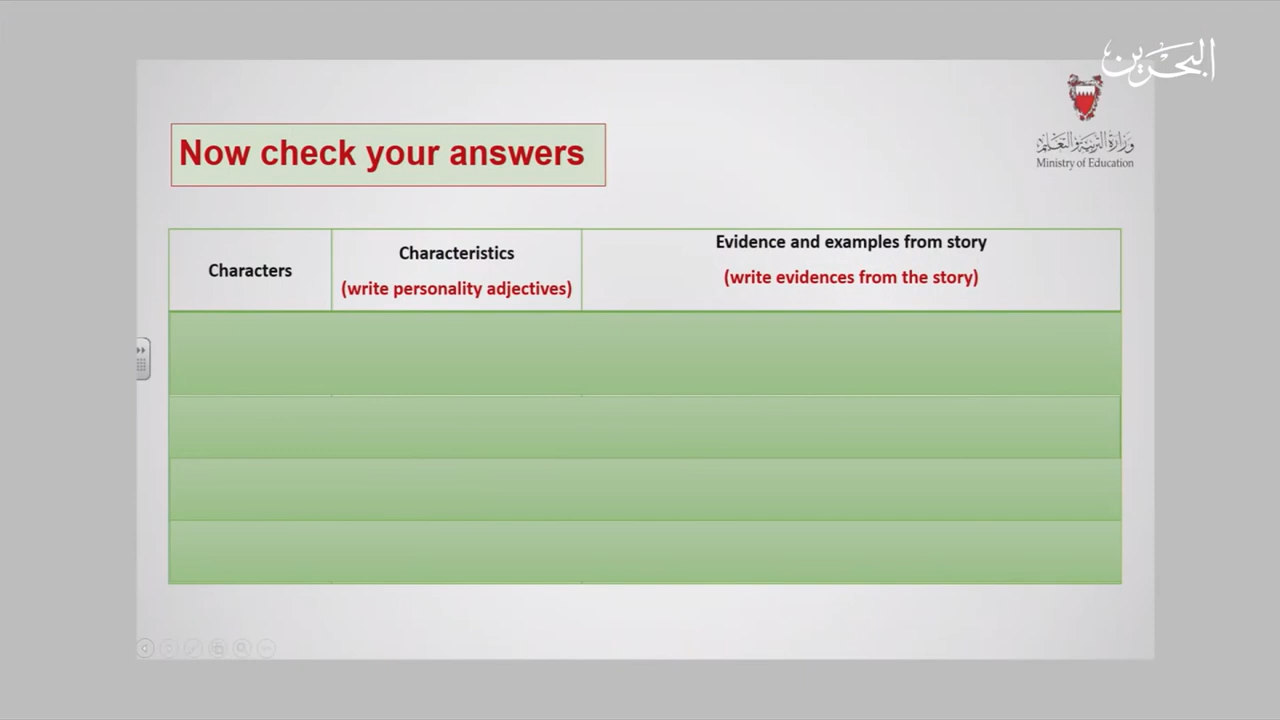 البحرين
وزارة التربية والتعليم
Ministry of Education
Now check your answers
Characters
Characteristics
(write personality adjectives)
Evidence and examples from story
(write evidences from the story)